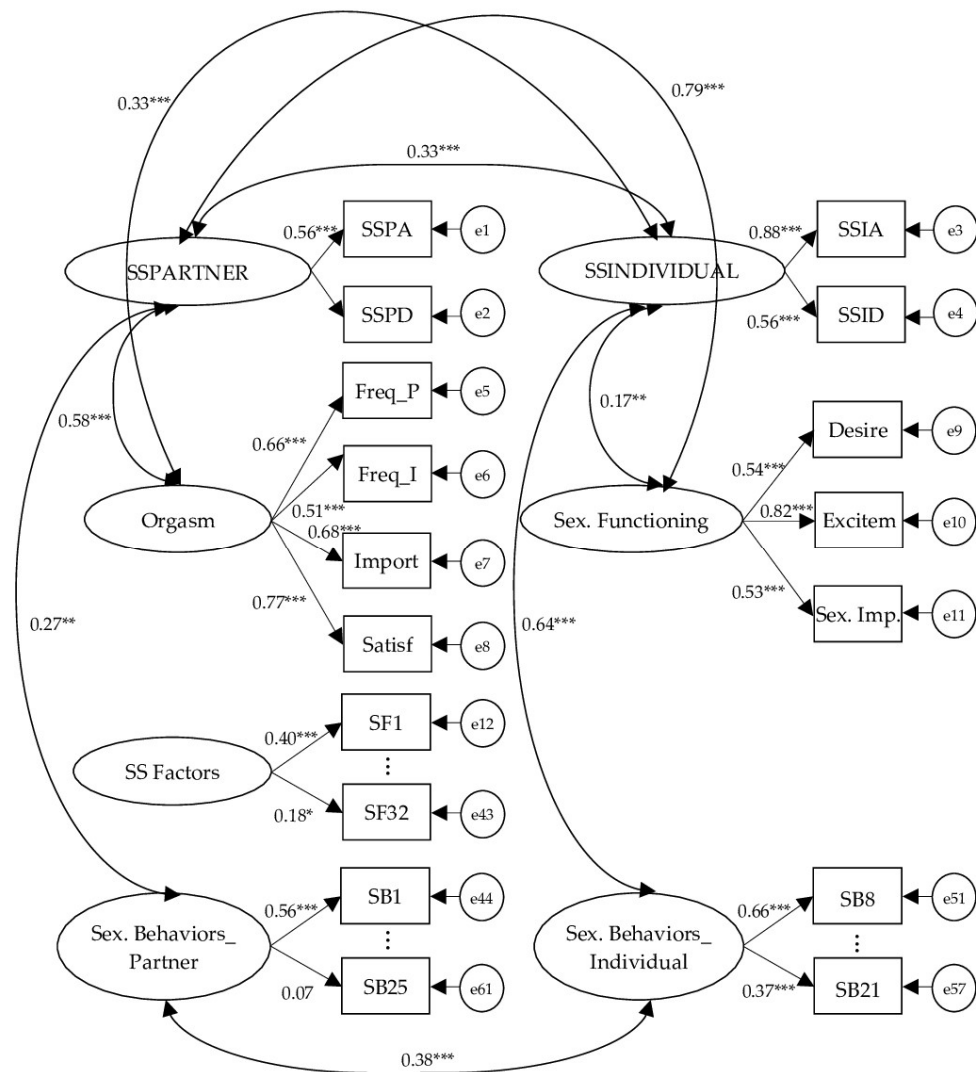 0.33***
0.79***
0.33***
SSPARTNER
0.56***
SSPA
e1
SSPD
e2
SSINDIVIDUAL
0.88***
SSIA
e3
0.56***
SSID
e4
0.58***
0.17**
Orgasm
0.66***
Freq_P
e5
0.51***
Freq_I
e6
0.68***
Import
e7
0.77***
Satisf
e8
Sex. Functioning
0.54***
Desire
e9
0.82***
Excitem
e10
0.53***
Sex. Imp.
e11
0.27**
0.64***
SS Factors
0.40***
SF1
e12
⋮
0.18*
SF32
e43
Sex. Behaviors_
Partner
0.56***
SB1
e44
⋮
0.07
SB25
e61
Sex. Behaviors_
Individual
0.66***
SB8
e51
⋮
0.37***
SB21
e57
0.38***